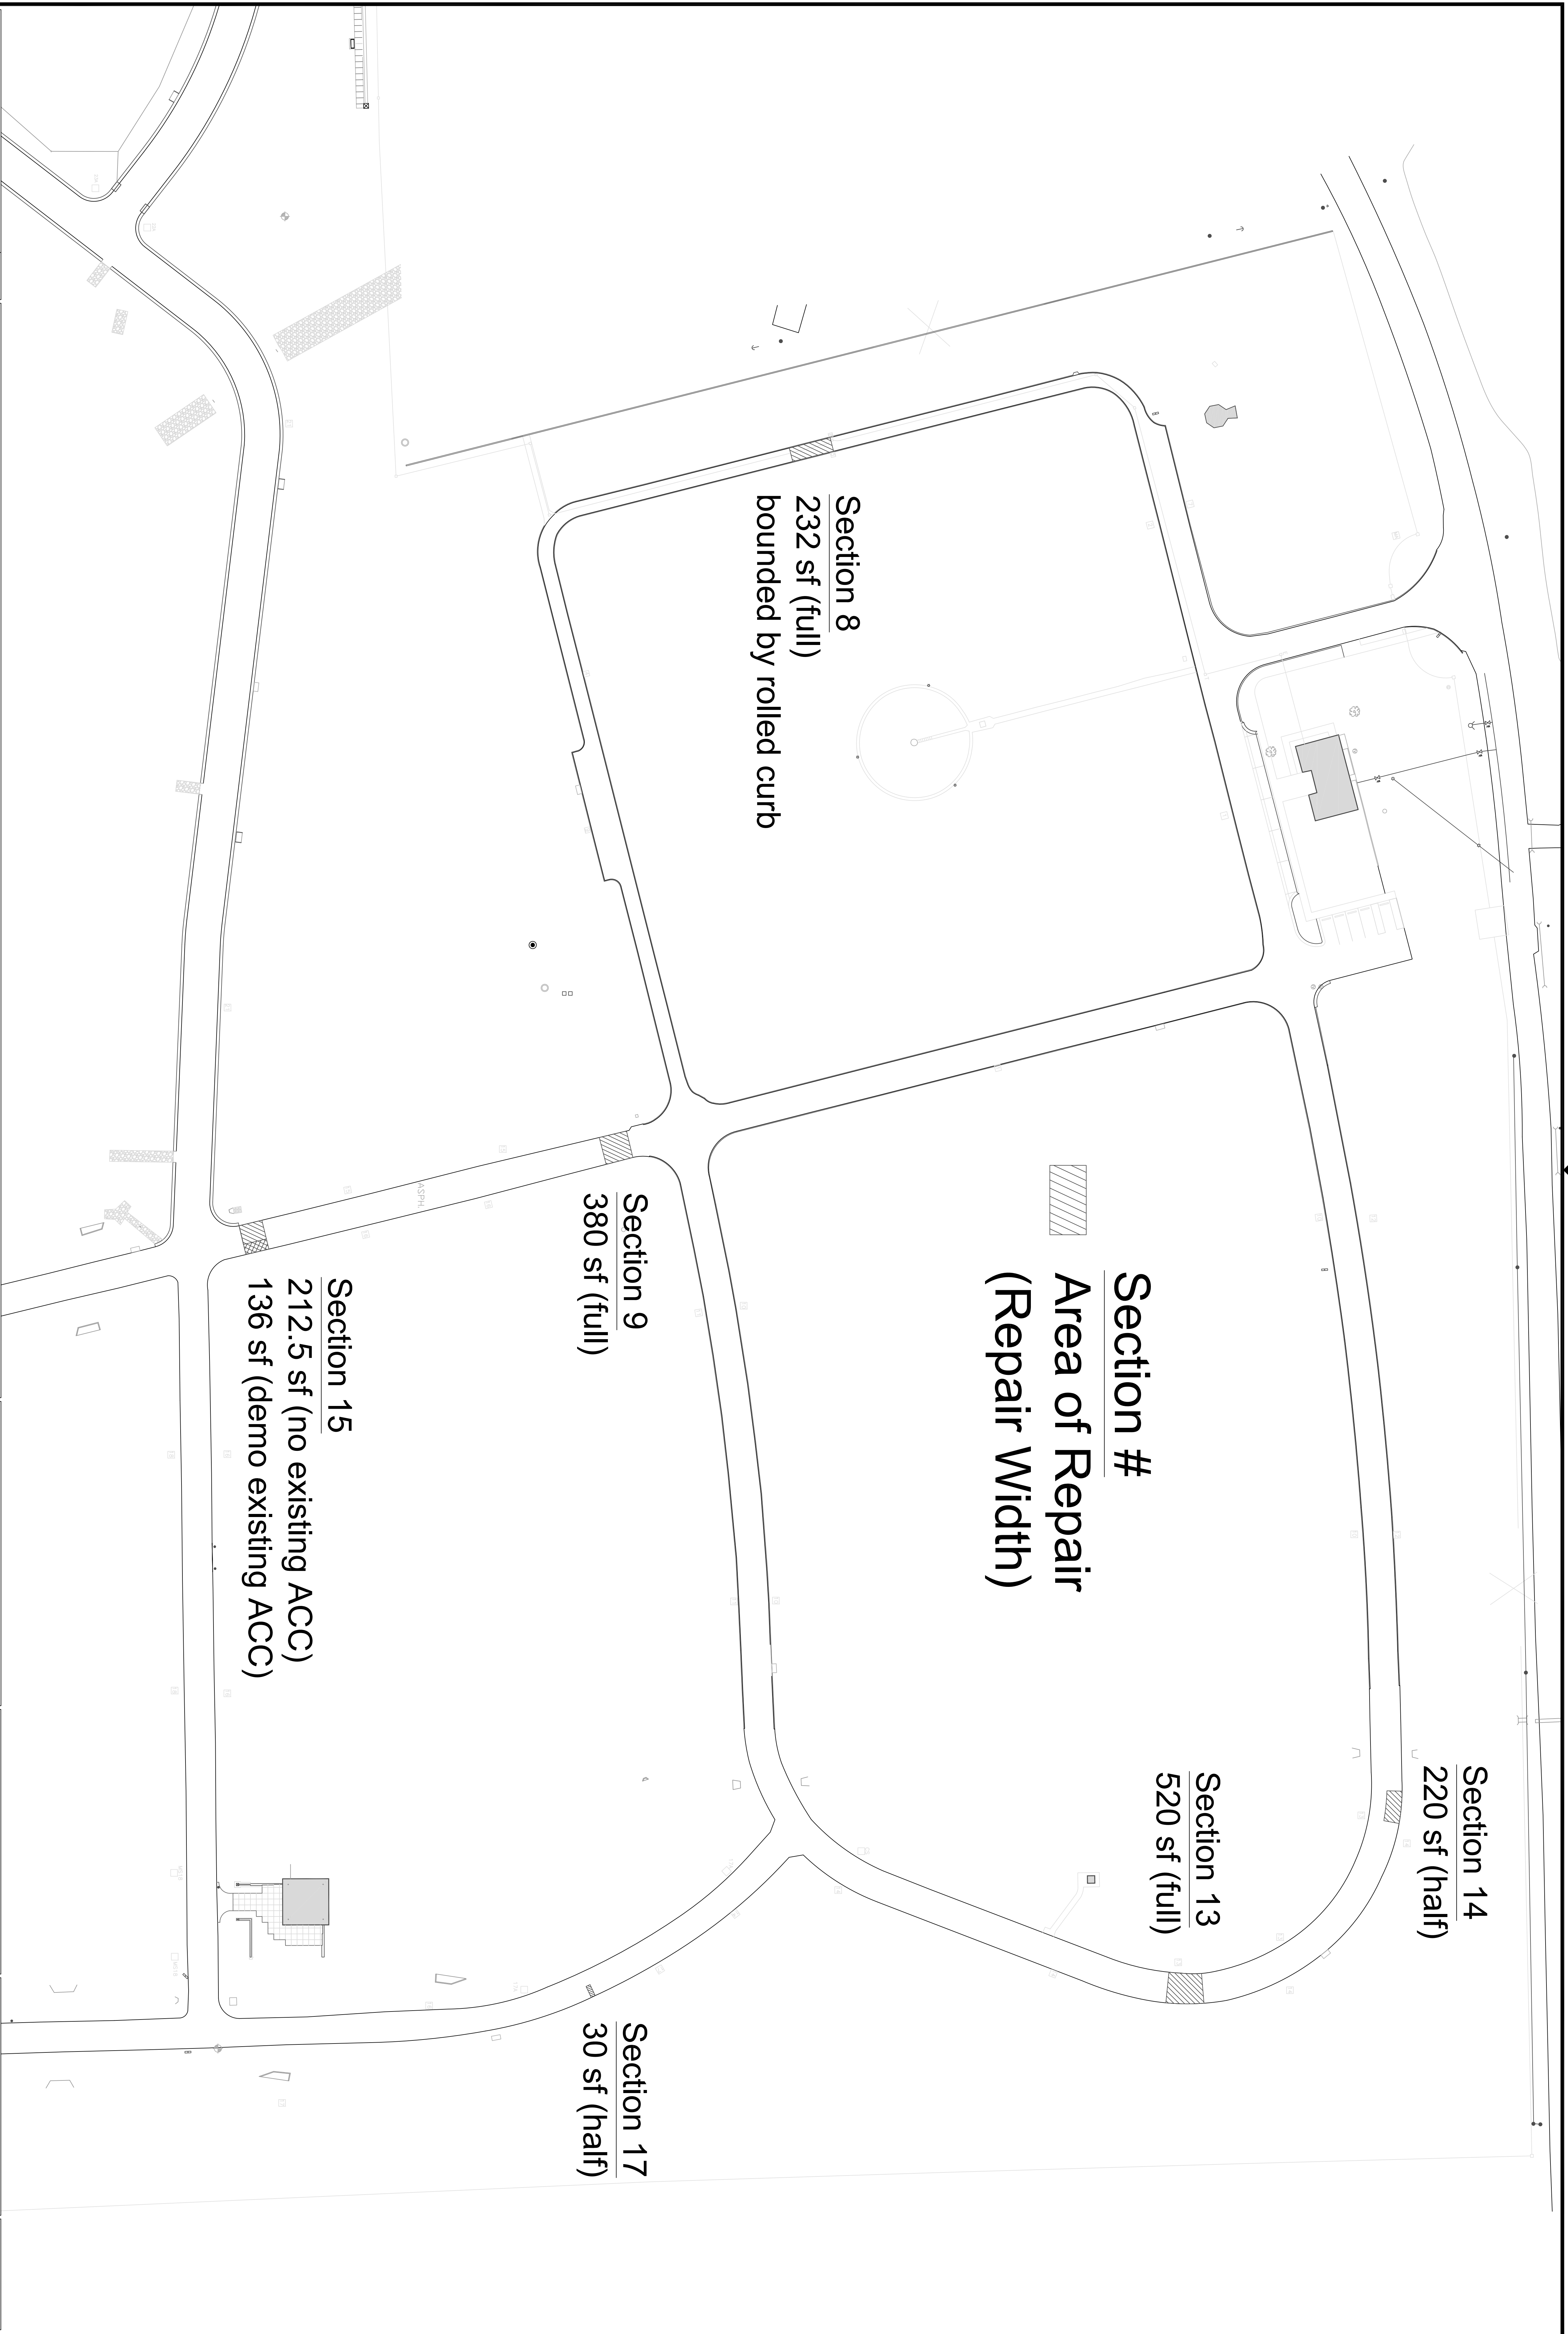 Section 14
220 sf (half)
Section 13
520 sf (full)
Section #
Area of Repair
(Repair Width)
Section 8
232 sf (full)
bounded by rolled curb
Section 9
380 sf (full)
Section 17
30 sf (half)
ASPH.
Section 15
212.5 sf (no existing ACC)
136 sf (demo existing ACC)